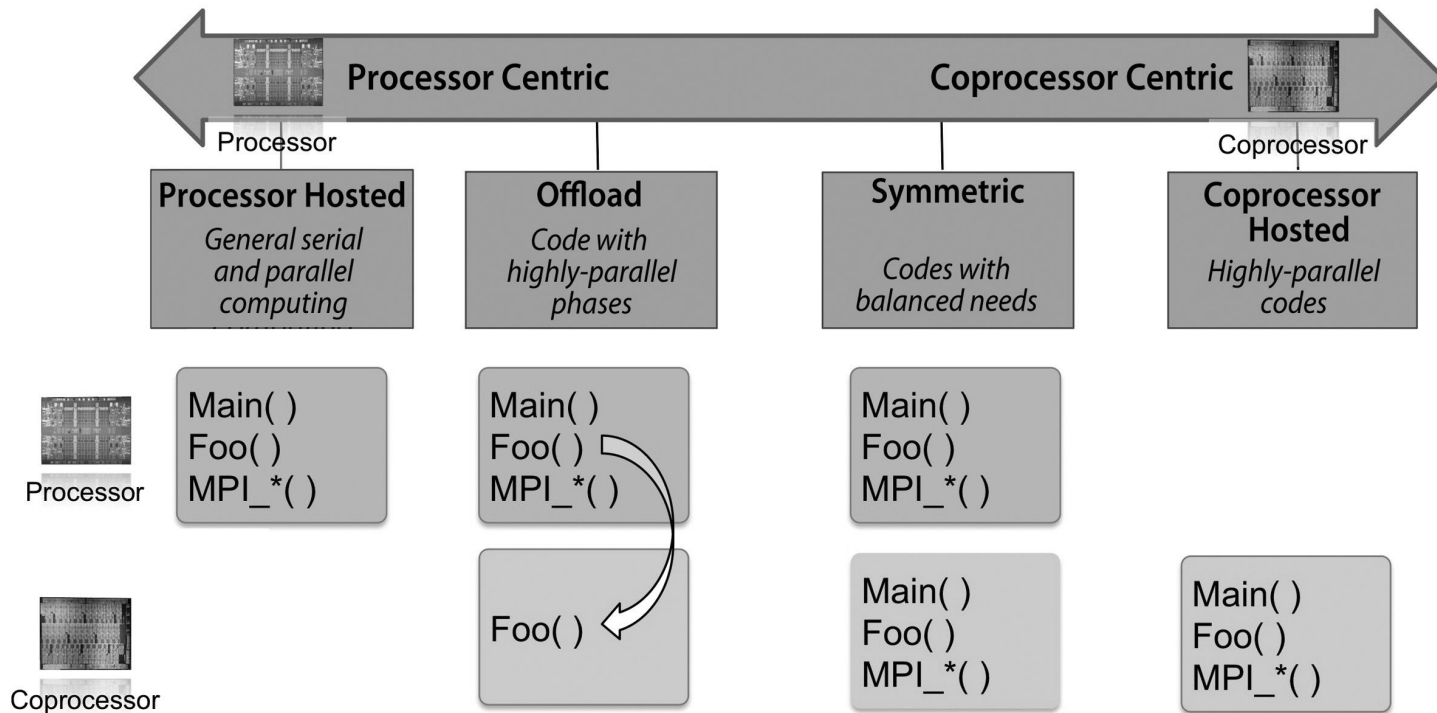 Processor Centric
Coprocessor Centric
Processor
Coprocessor
Processor Hosted
General serial
and parallel
computing
Offload
Code with
highly-parallel
phases
Symmetric
Codes with
balanced needs
Coprocessor
Hosted
Highly-parallel
codes
Processor
Main( )
Foo( )
MPI_*( )
Main( )
Foo( )
MPI_*( )
Main( )
Foo( )
MPI_*( )
Coprocessor
Foo( )
Main( )
Foo( )
MPI_*( )
Main( )
Foo( )
MPI_*( )